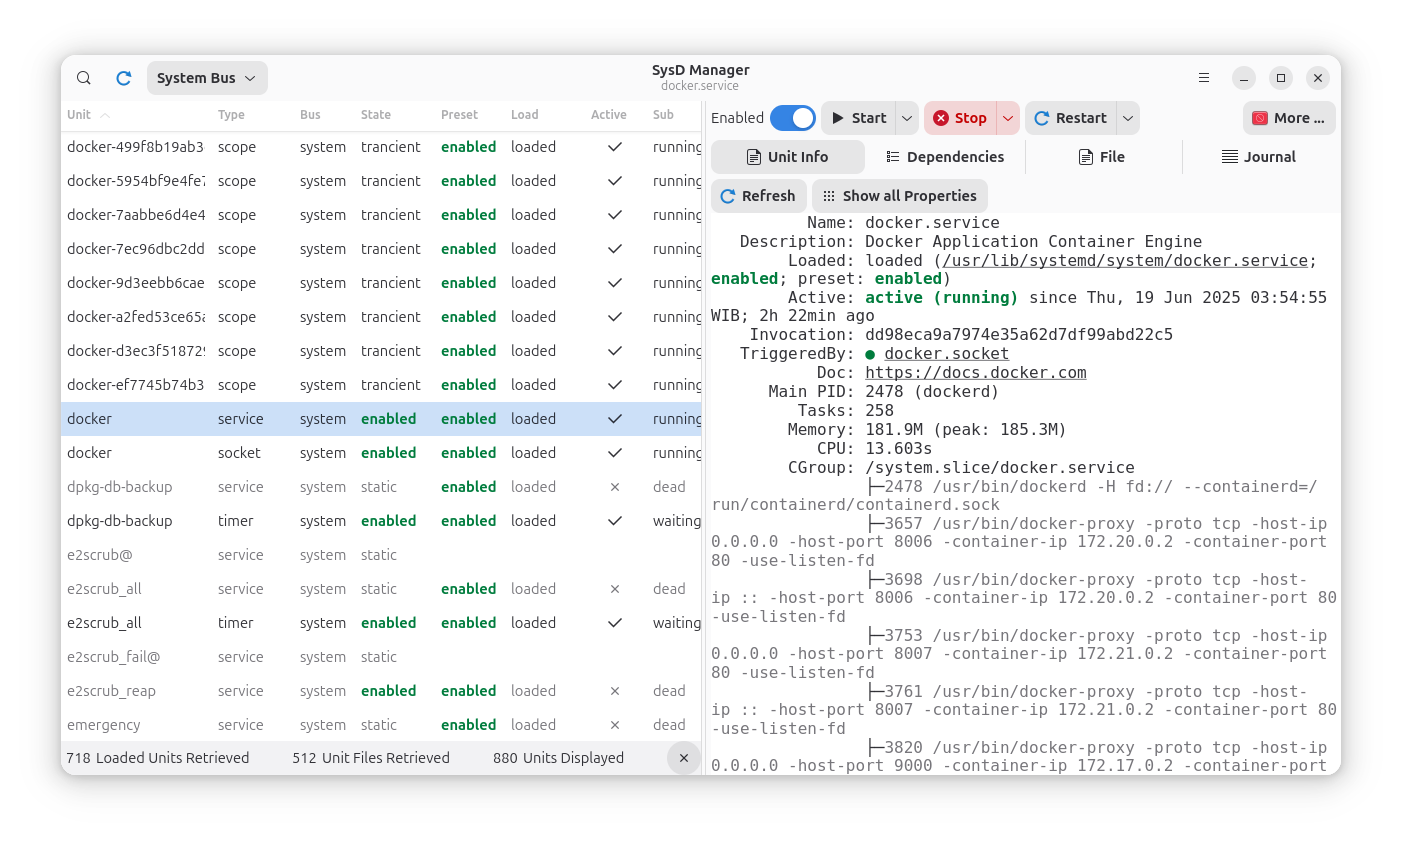 System Bus
SysD Manager
docker.service
Unit Type Bus State Preset Load Active Sub
docker-499f8b19ab3 scope system trancient enabled loaded running
docker-5954bf9e4fe7 scope system trancient enabled loaded running
docker-7aabbe6d4e4 scope system trancient enabled loaded running
docker-7ec96dbc2dd scope system trancient enabled loaded running
docker-9d3eebb6cae scope system trancient enabled loaded running
docker-a2fed53ce65a scope system trancient enabled loaded running
docker-d3ec3f518729 scope system trancient enabled loaded running
docker-ef7745b74b3 scope system trancient enabled loaded running
docker service system enabled enabled loaded running
docker socket system enabled enabled loaded running
dpkg-db-backup service system static enabled loaded dead
dpkg-db-backup timer system enabled enabled loaded waiting
e2scrub@ service system static
e2scrub_all service system static enabled loaded dead
e2scrub_all timer system enabled enabled loaded waiting
e2scrub_fail@ service system static
e2scrub_reap service system enabled enabled loaded dead
emergency service system static enabled loaded dead
718 Loaded Units Retrieved 512 Unit Files Retrieved 880 Units Displayed
Enabled Start Stop Restart More ...
Unit Info Dependencies File Journal
Refresh Show all Properties
Name: docker.service
Description: Docker Application Container Engine
Loaded: loaded (/usr/lib/systemd/system/docker.service;
enabled; preset: enabled)
Active: active (running) since Thu, 19 Jun 2025 03:54:55
WIB; 2h 22min ago
Invocation: dd98eca9a7974e35a62d7df99abd22c5
TriggeredBy: ● docker.socket
Doc: https://docs.docker.com
Main PID: 2478 (dockerd)
Tasks: 258
Memory: 181.9M (peak: 185.3M)
CPU: 13.603s
CGroup: /system.slice/docker.service
├─2478 /usr/bin/dockerd -H fd:// --containerd=/
run/containerd/containerd.sock
├─3657 /usr/bin/docker-proxy -proto tcp -host-ip
0.0.0.0 -host-port 8006 -container-ip 172.20.0.2 -container-port
80 -use-listen-fd
├─3698 /usr/bin/docker-proxy -proto tcp -host-
ip :: -host-port 8006 -container-ip 172.20.0.2 -container-port 80
-use-listen-fd
├─3753 /usr/bin/docker-proxy -proto tcp -host-ip
0.0.0.0 -host-port 8007 -container-ip 172.21.0.2 -container-port
80 -use-listen-fd
├─3761 /usr/bin/docker-proxy -proto tcp -host-
ip :: -host-port 8007 -container-ip 172.21.0.2 -container-port 80
-use-listen-fd
├─3820 /usr/bin/docker-proxy -proto tcp -host-ip
0.0.0.0 -host-port 9000 -container-ip 172.17.0.2 -container-port